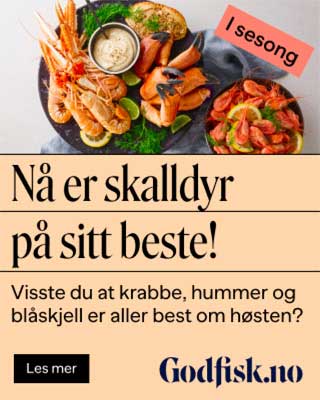 I sesong
Nå er skalldyr
på sitt beste!
Visste du at krabbe, hummer og
blåskjell er aller best om høsten?
Les mer
Godfisk.no